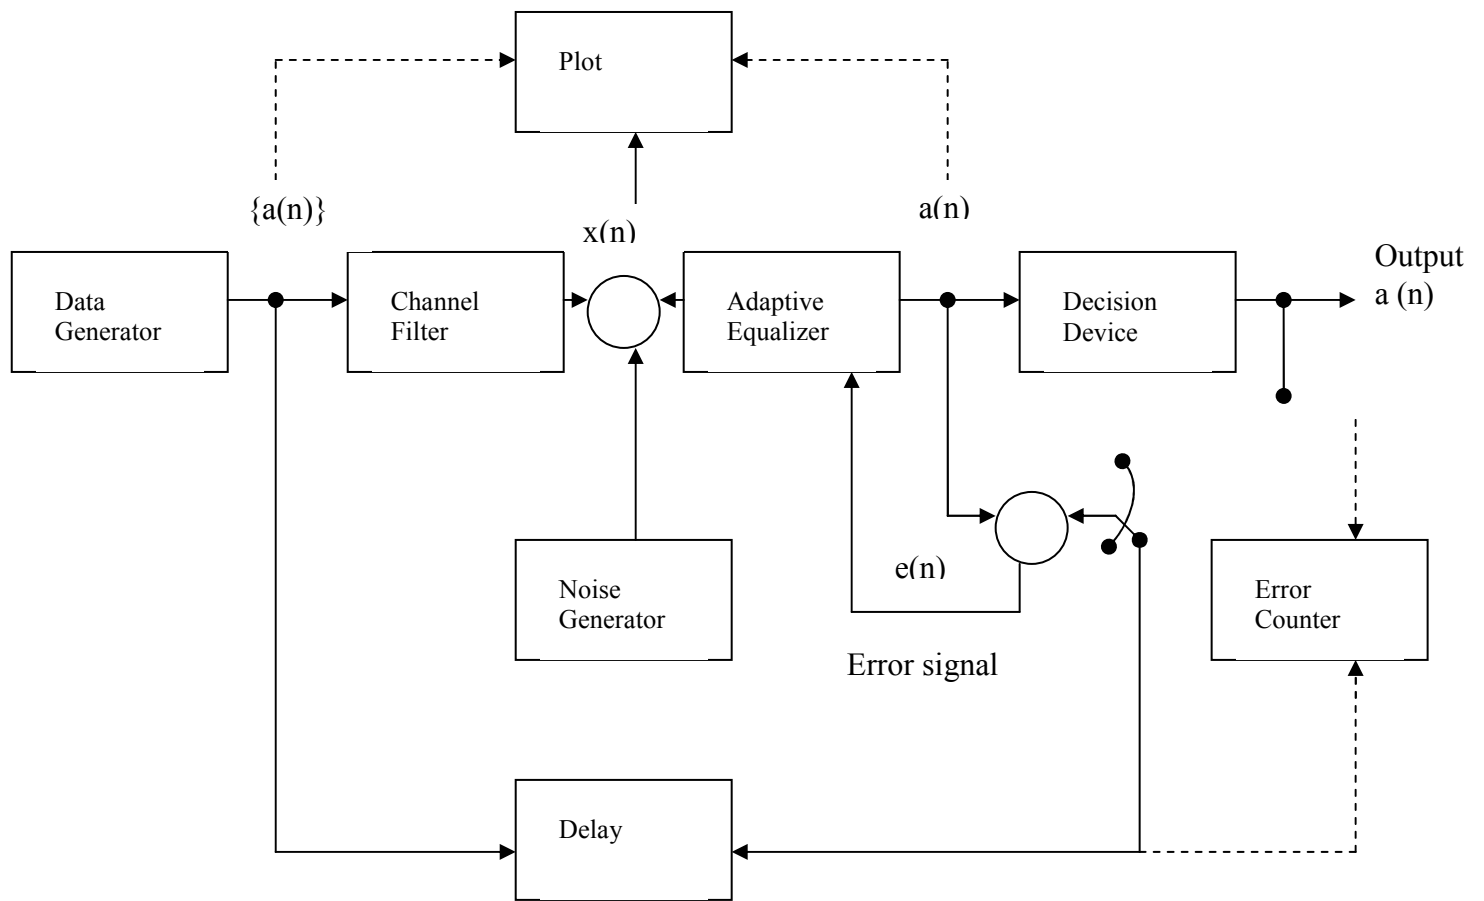 Plot
{a(n)}
a(n)
x(n)
Data
Generator
Channel
Filter
Adaptive
Equalizer
Decision
Device
Output
a (n)
Noise
Generator
e(n)
Error
Counter
Error signal
Delay